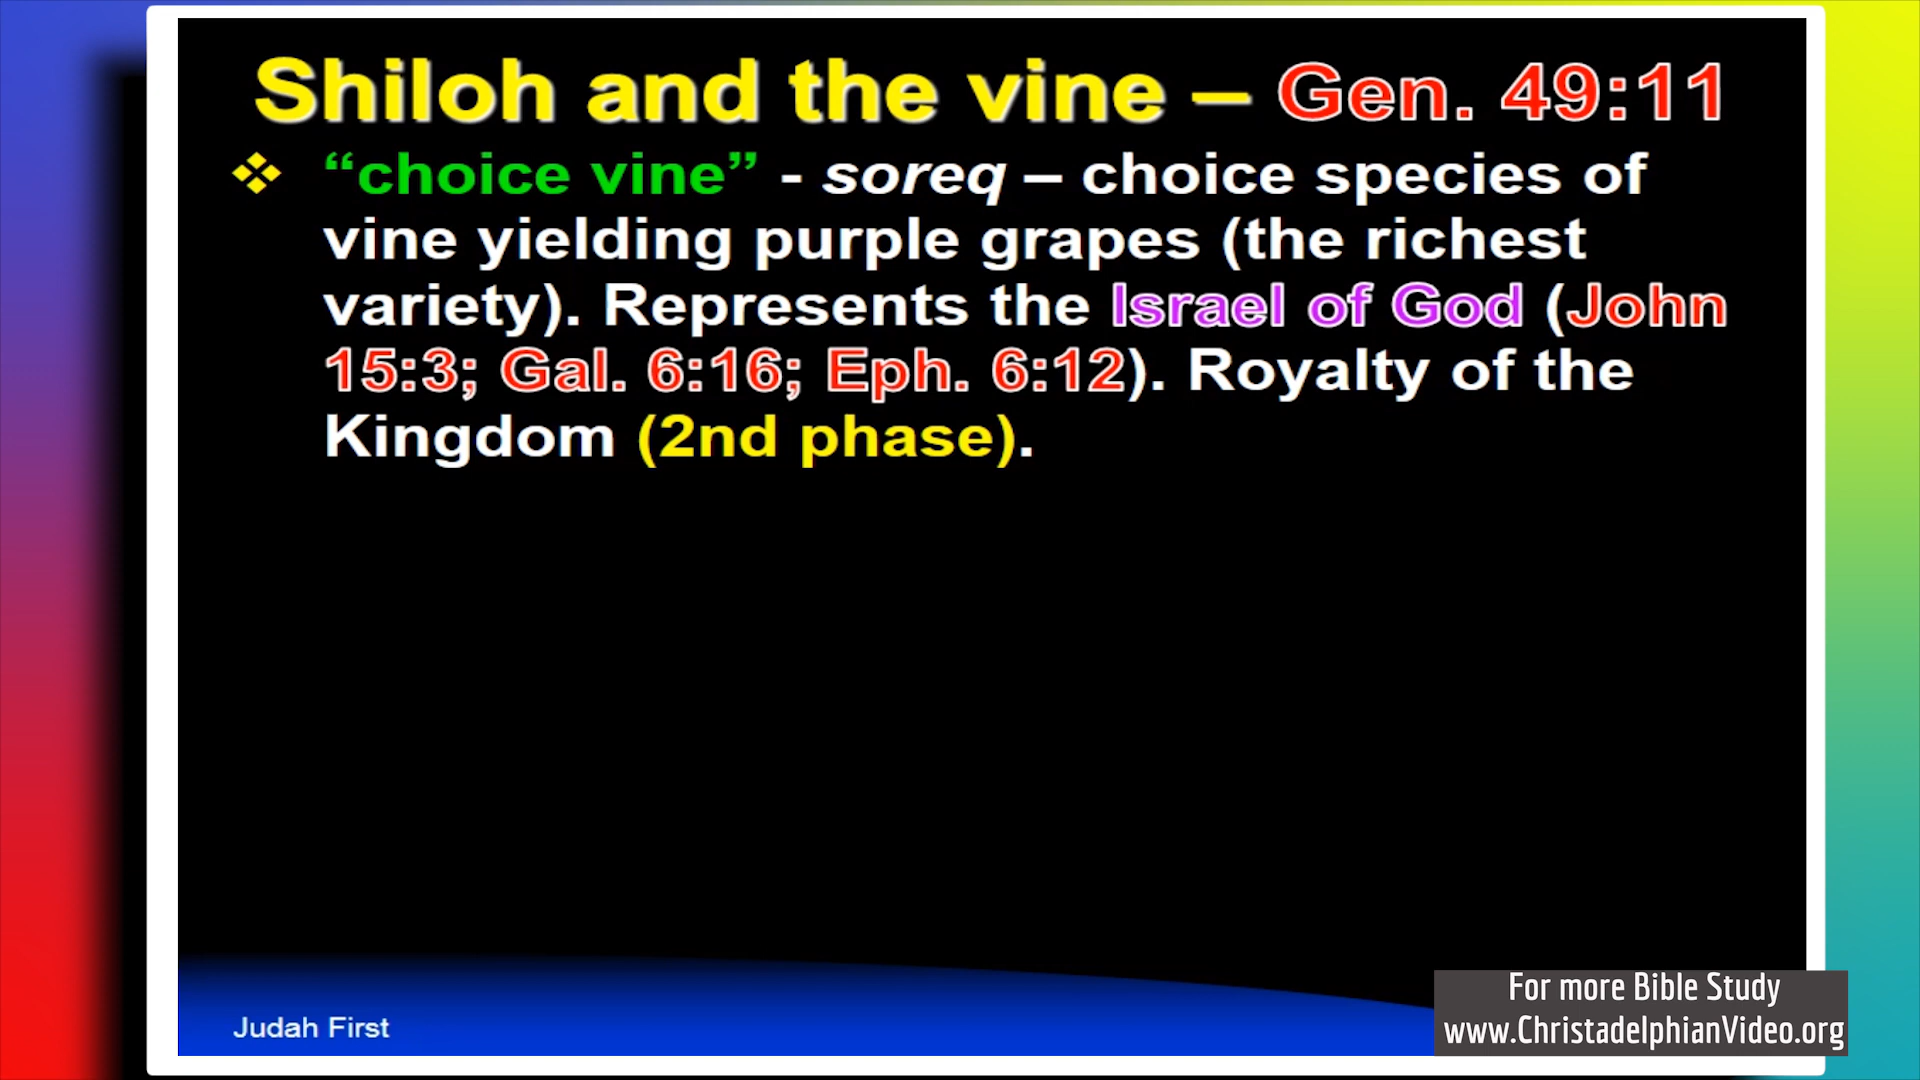 Shiloh and the vine – Gen. 49:11
“choice vine” - soreq – choice species of
vine yielding purple grapes (the richest
variety). Represents the Israel of God (John
15:3; Gal. 6:16; Eph. 6:12). Royalty of the
Kingdom (2nd phase).
Judah First
For more Bible Study
www.ChristadelphianVideo.org